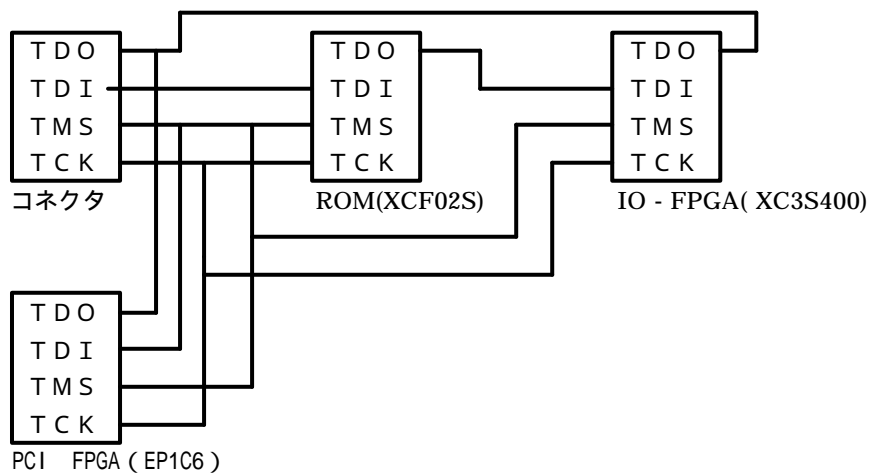 TDO
TDI
TMS
TCK
コネクタ
TDO
TDI
TMS
TCK
ROM(XCF02S)
TDO
TDI
TMS
TCK
IO - FPGA( XC3S400)
TDO
TDI
TMS
TCK
PCI FPGA(EP1C6)